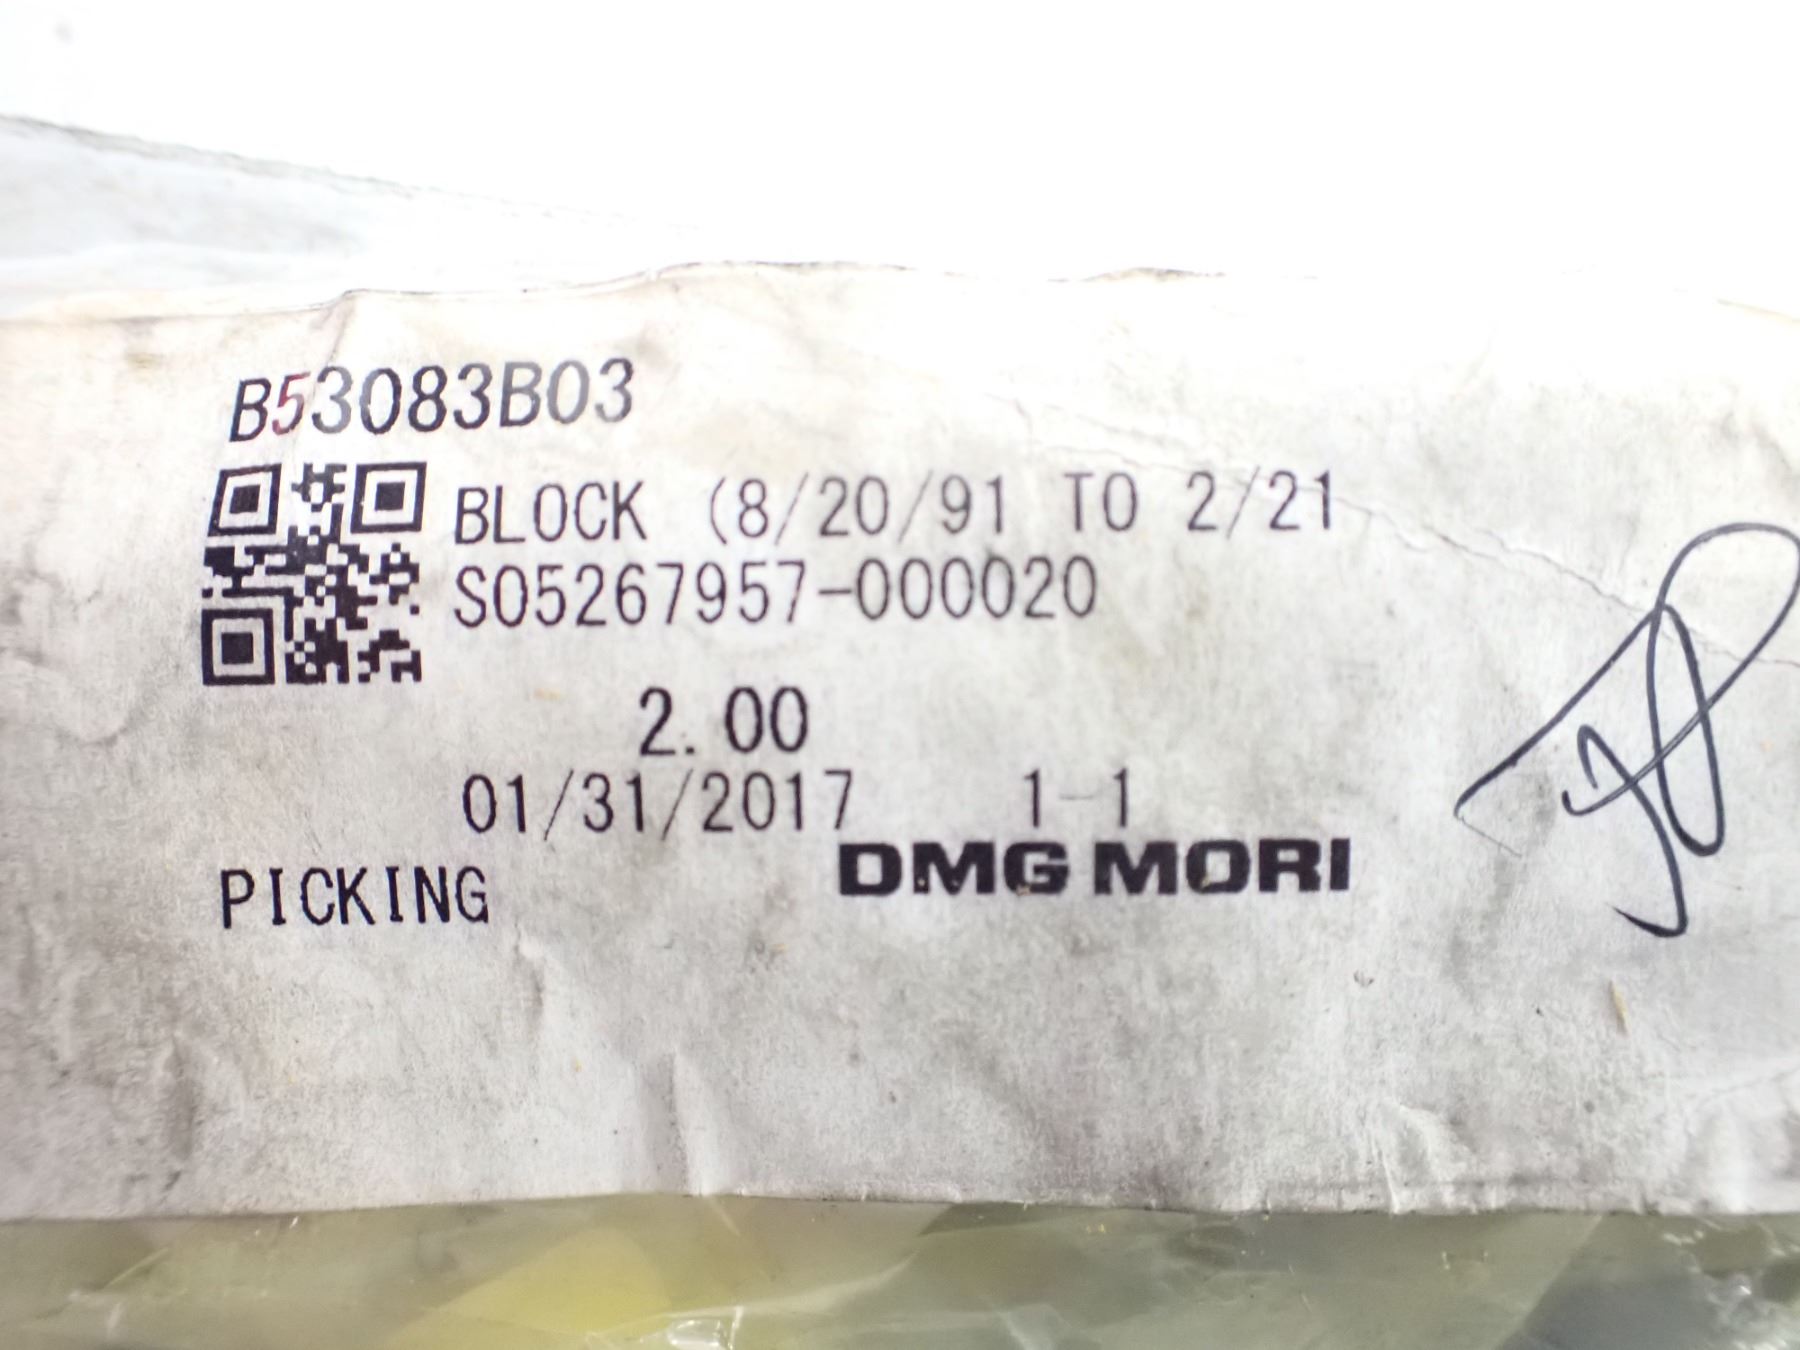 B53083B03
BLOCK (8/20/91 TO 2/21
S05267957-000020
2.00
01/31/2017 1-1
PICKING DMG MORI